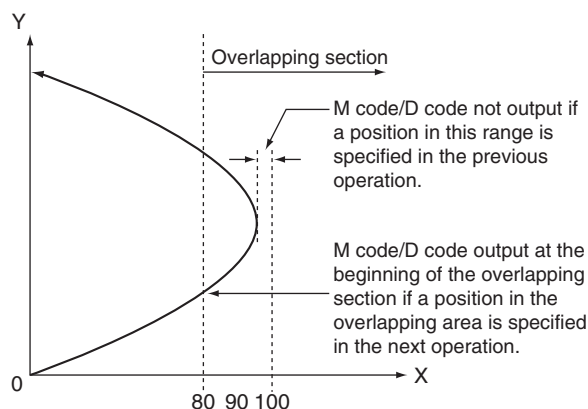 Y
Overlapping section
M code/D code not output if
a position in this range is
specified in the previous
operation.
M code/D code output at the
beginning of the overlapping
section if a position in the
overlapping area is specified
in the next operation.
X
0
80 90 100